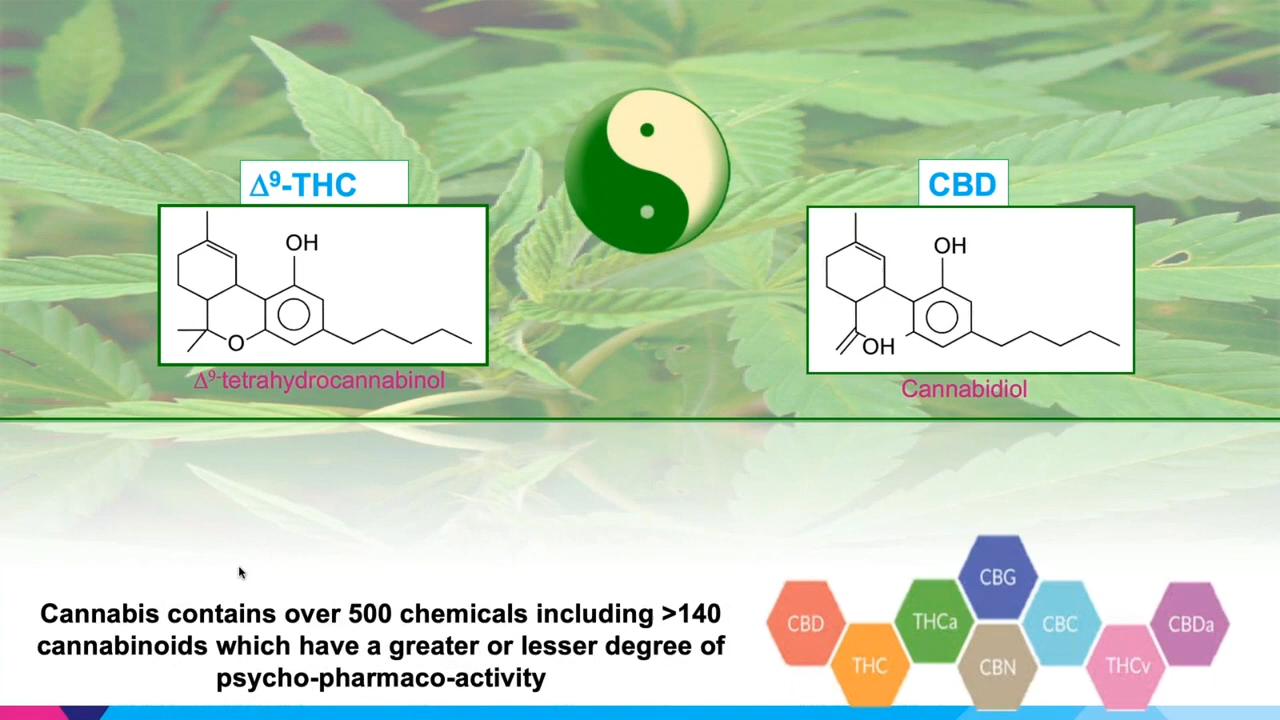 Δ⁹-THC
CBD
OH
O
Δ⁹-tetrahydrocannabinol
OH
OH
Cannabidiol
Cannabis contains over 500 chemicals including >140
cannabinoids which have a greater or lesser degree of
psycho-pharmaco-activity
CBD
THC
THCa
CBG
CBN
CBC
THCv
CBDa